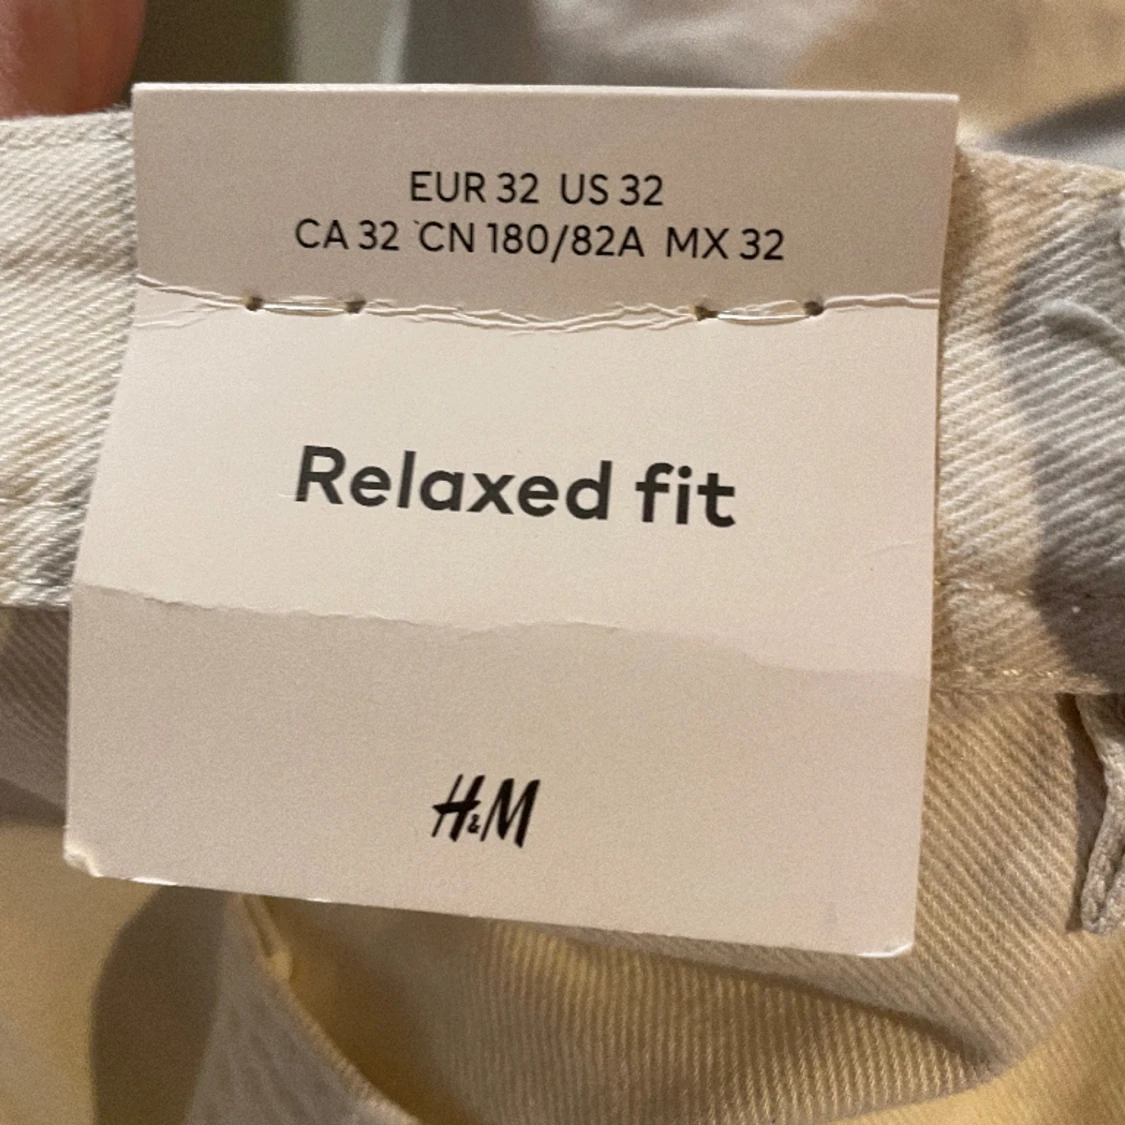 EUR 32 US 32
CA 32 CN 180/82A MX 32
Relaxed fit
H&M